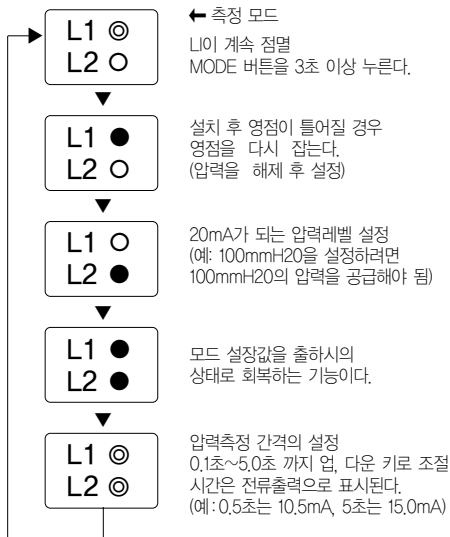 L1 ◎
L2 ○
← 측정 모드
LI이 계속 점멸
MODE 버튼을 3초 이상 누른다.
▼
L1 ●
L2 ○
설치 후 영점이 틀어질 경우
영점을 다시 잡는다.
(압력을 해제 후 설정)
▼
L1 ○
L2 ●
20mA가 되는 압력레벨 설정
(예: 100mmH20을 설정하려면
100mmH20의 압력을 공급해야 됨)
▼
L1 ●
L2 ●
모드 설장값을 출하시의
상태로 회복하는 기능이다.
▼
L1 ◎
L2 ◎
압력측정 간격의 설정
0.1초~5.0초 까지 업, 다운 키로 조절
시간은 전류출력으로 표시된다.
(예:0.5초는 10.5mA, 5초는 15.0mA)